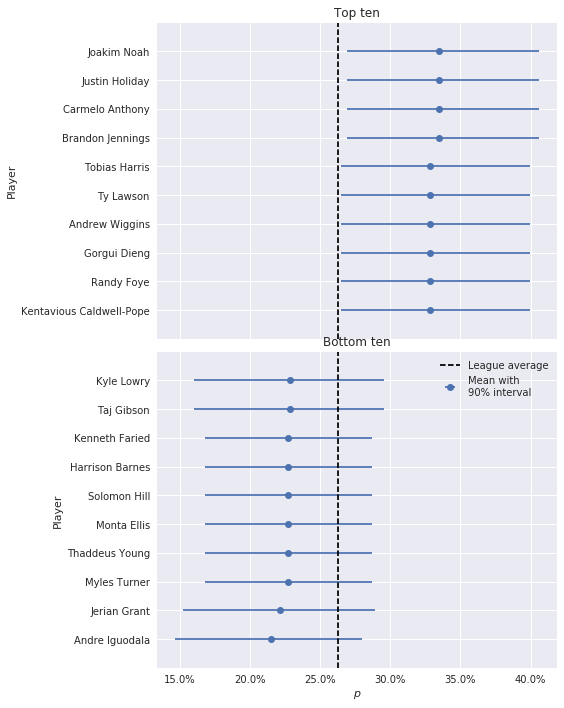 Top ten
Player
Joakim Noah
Justin Holiday
Carmelo Anthony
Brandon Jennings
Tobias Harris
Ty Lawson
Andrew Wiggins
Gorgui Dieng
Randy Foye
Kentavious Caldwell-Pope
Bottom ten
Player
Kyle Lowry
Taj Gibson
Kenneth Faried
Harrison Barnes
Solomon Hill
Monta Ellis
Thaddeus Young
Myles Turner
Jerian Grant
Andre Iguodala
League average
Mean with
90% interval
15.0% 20.0% 25.0% 30.0% 35.0% 40.0%
p